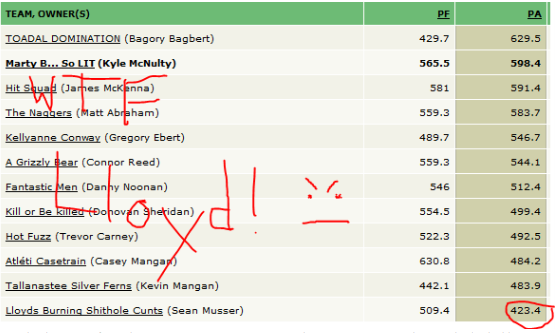 TEAM, OWNER(S) PF PA
TOADAL DOMINATION (Bagory Bagbert) 429.7 629.5
Marty B... So LIT (Kyle McNulty) 565.5 598.4
Hit Squad (James McKenna) 581 591.4
WTF
The Naggers (Matt Abraham) 559.3 583.7
Kellyanne Conway (Gregory Ebert) 489.7 546.7
A Grizzly Bear (Connor Reed) 559.3 544.1
Fantastic Men (Danny Noonan) 546 512.4
Lloyd! :(
Kill or Be Killed (Donovan Sheridan) 554.5 499.4
Hot Fuzz (Trevor Carney) 522.3 492.5
Atléti Casetrain (Casey Mangan) 630.8 484.2
Tallanastee Silver Ferns (Kevin Mangan) 442.1 483.9
Lloyds Burning Shithole Cunts (Sean Musser) 509.4 423.4